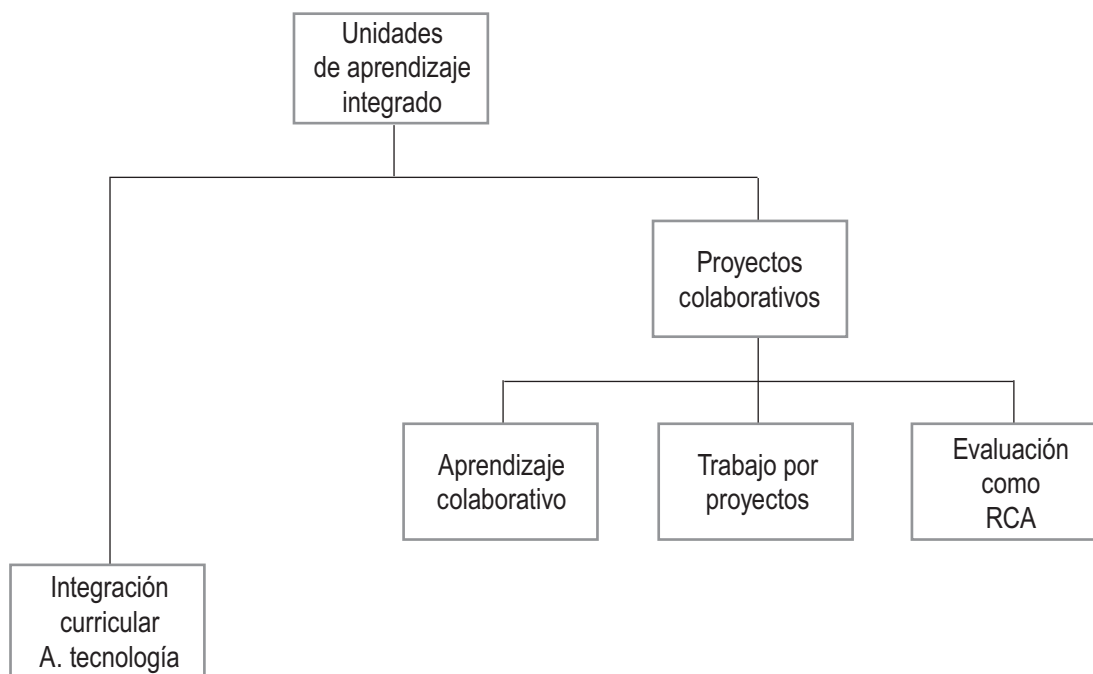 Unidades
de aprendizaje
integrado
Proyectos
colaborativos
Aprendizaje
colaborativo
Trabajo por
proyectos
Evaluación
como
RCA
Integración
curricular
A. tecnología